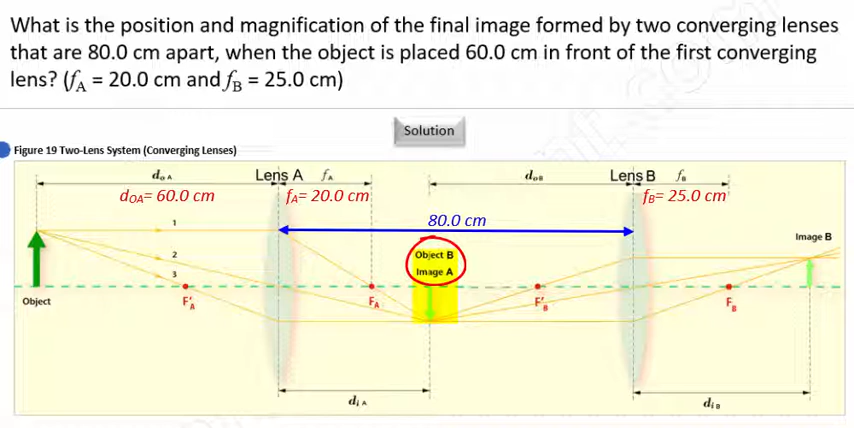 What is the position and magnification of the final image formed by two converging lenses
that are 80.0 cm apart, when the object is placed 60.0 cm in front of the first converging
lens? (fA = 20.0 cm and fB = 25.0 cm)
Solution
Figure 19 Two-Lens System (Converging Lenses)
do A
Lens A fA
do B
Lens B fB
dOA= 60.0 cm
fA= 20.0 cm
fB= 25.0 cm
80.0 cm
1
Image B
Object B
2
Image A
3
Object
F'A
FA
F'B
FB
di A
di B